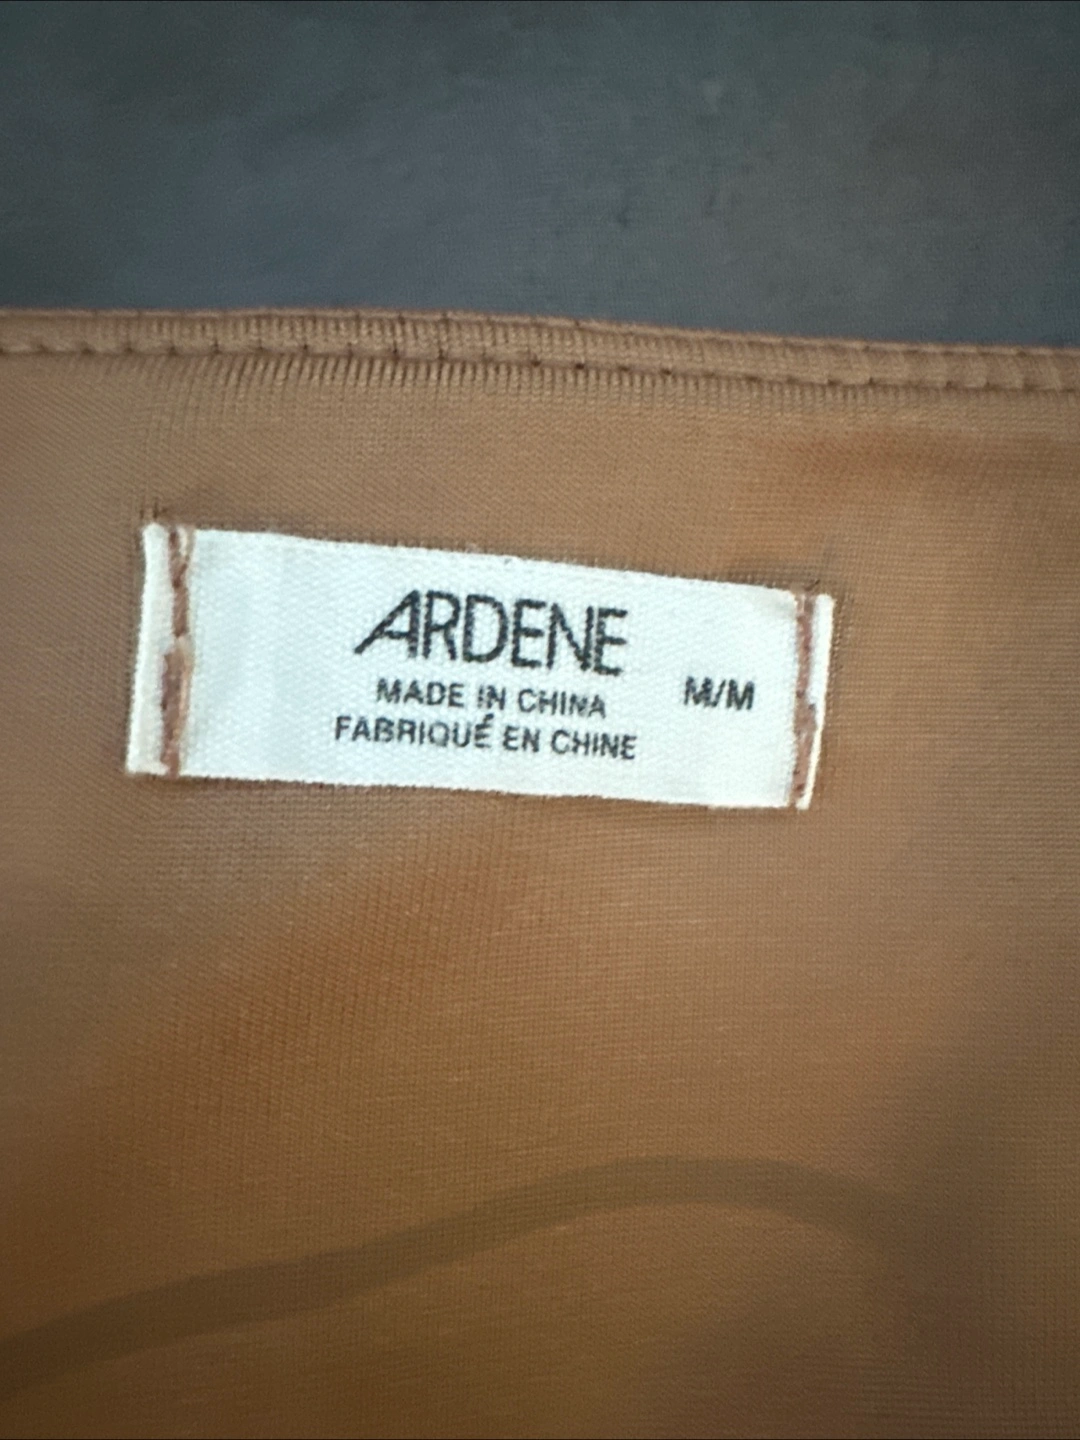 ARDENE
MADE IN CHINA
FABRIQUÉ EN CHINE
M/M